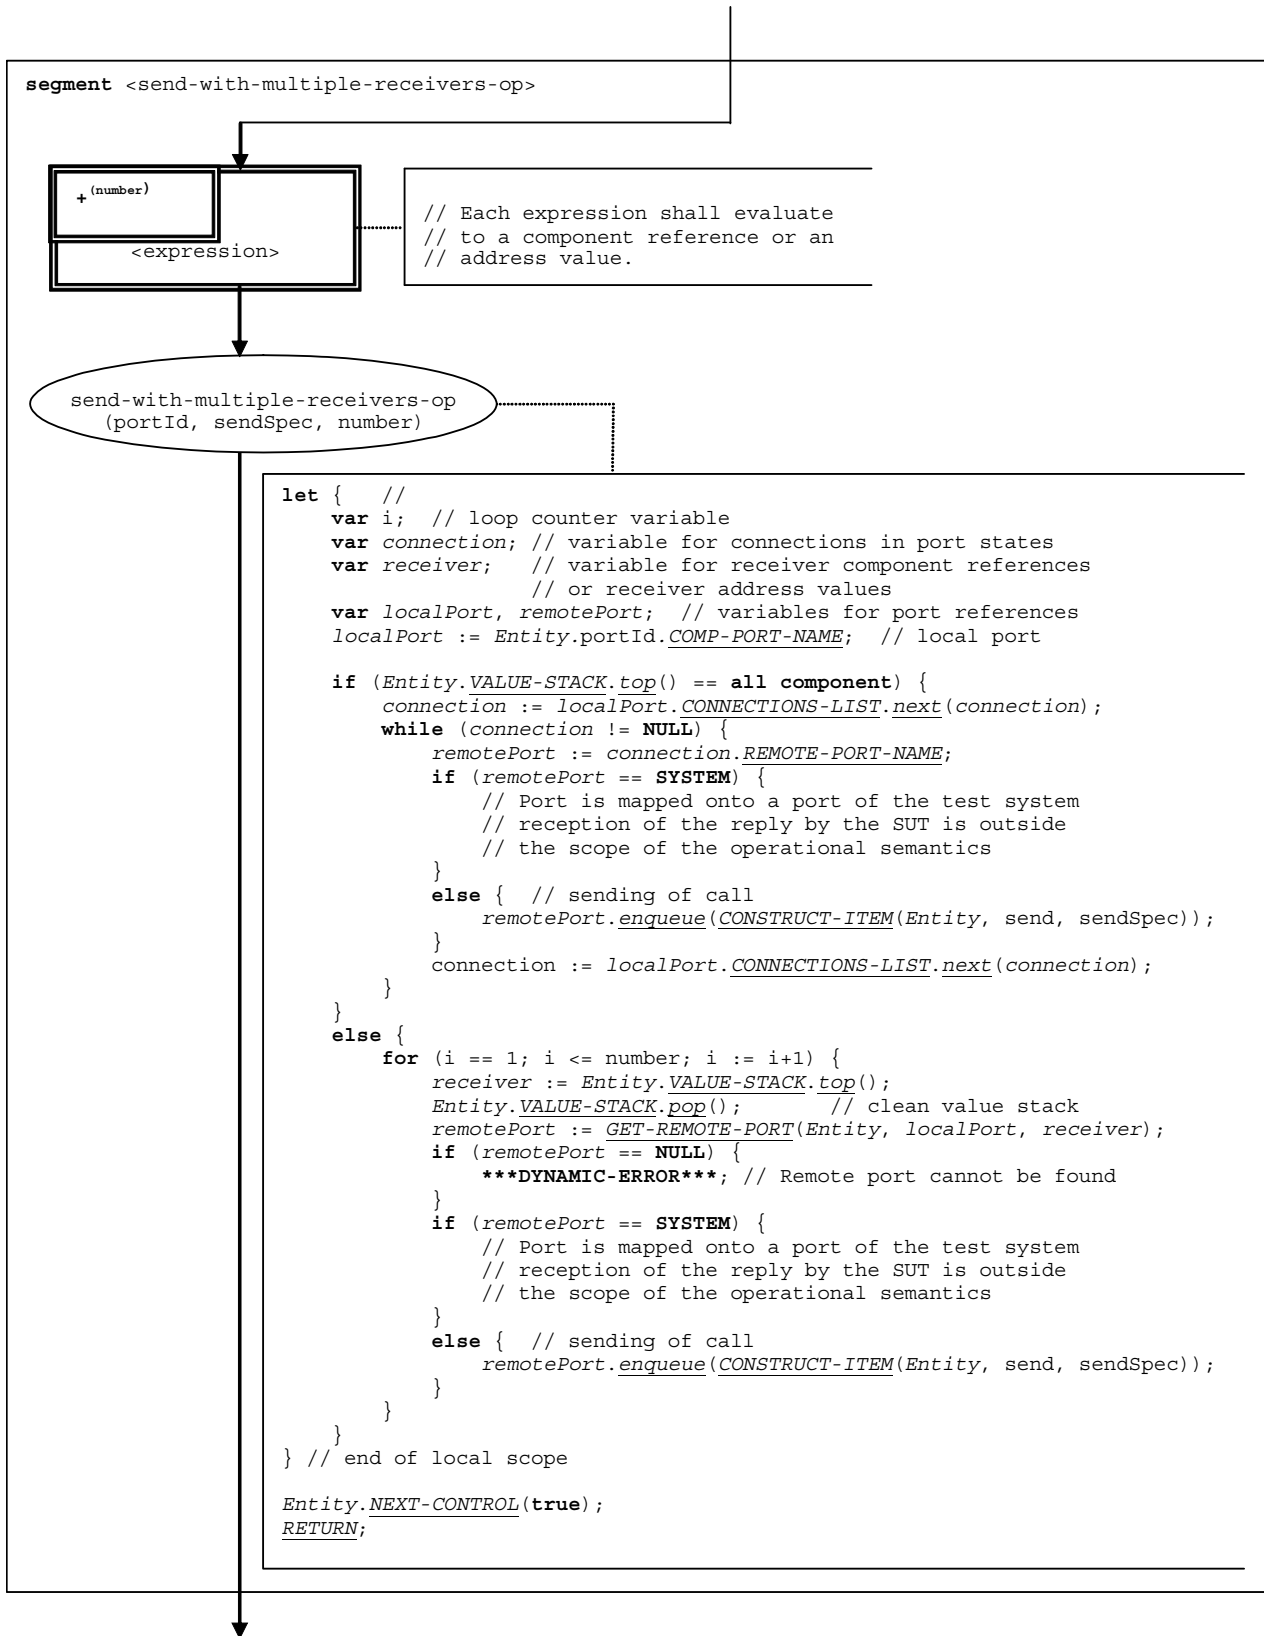 segment <send-with-multiple-receivers-op>
+(number)
<expression>
// Each expression shall evaluate
// to a component reference or an
// address value.
send-with-multiple-receivers-op
(portId, sendSpec, number)
let {   //
    var i;  // loop counter variable
    var connection; // variable for connections in port states
    var receiver;   // variable for receiver component references
                    // or receiver address values
    var localPort, remotePort;  // variables for port references
    localPort := Entity.portId.COMP-PORT-NAME;  // local port
    if (Entity.VALUE-STACK.top() == all component) {
        connection := localPort.CONNECTIONS-LIST.next(connection);
        while (connection != NULL) {
            remotePort := connection.REMOTE-PORT-NAME;
            if (remotePort == SYSTEM) {
                // Port is mapped onto a port of the test system
                // reception of the reply by the SUT is outside
                // the scope of the operational semantics
            }
            else {  // sending of call
                remotePort.enqueue(CONSTRUCT-ITEM(Entity, send, sendSpec));
            }
            connection := localPort.CONNECTIONS-LIST.next(connection);
        }
    }
    else {
        for (i == 1; i <= number; i := i+1) {
            receiver := Entity.VALUE-STACK.top();
            Entity.VALUE-STACK.pop();       // clean value stack
            remotePort := GET-REMOTE-PORT(Entity, localPort, receiver);
            if (remotePort == NULL) {
                ***DYNAMIC-ERROR***; // Remote port cannot be found
            }
            if (remotePort == SYSTEM) {
                // Port is mapped onto a port of the test system
                // reception of the reply by the SUT is outside
                // the scope of the operational semantics
            }
            else {  // sending of call
                remotePort.enqueue(CONSTRUCT-ITEM(Entity, send, sendSpec));
            }
        }
    }
} // end of local scope
Entity.NEXT-CONTROL(true);
RETURN;